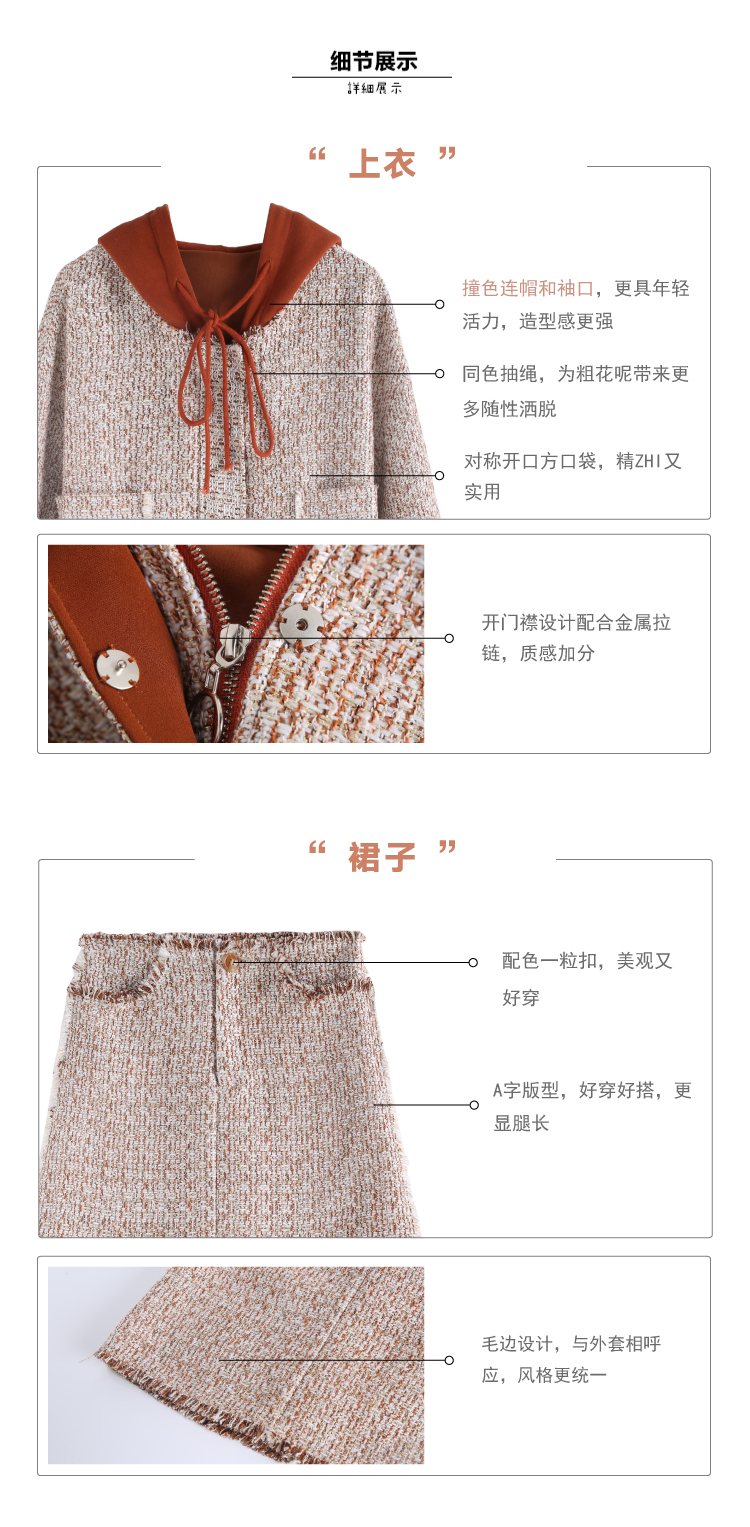 细节展示
詳細展示
“ 上衣 ”
撞色连帽和袖口，更具年轻
活力，造型感更强
同色抽绳，为粗花呢带来更
多随性洒脱
对称开口方口袋，精ZHI又
实用
开门襟设计配合金属拉
链，质感加分
“ 裙子 ”
配色一粒扣，美观又
好穿
A字版型，好穿好搭，更
显腿长
毛边设计，与外套相呼
应，风格更统一